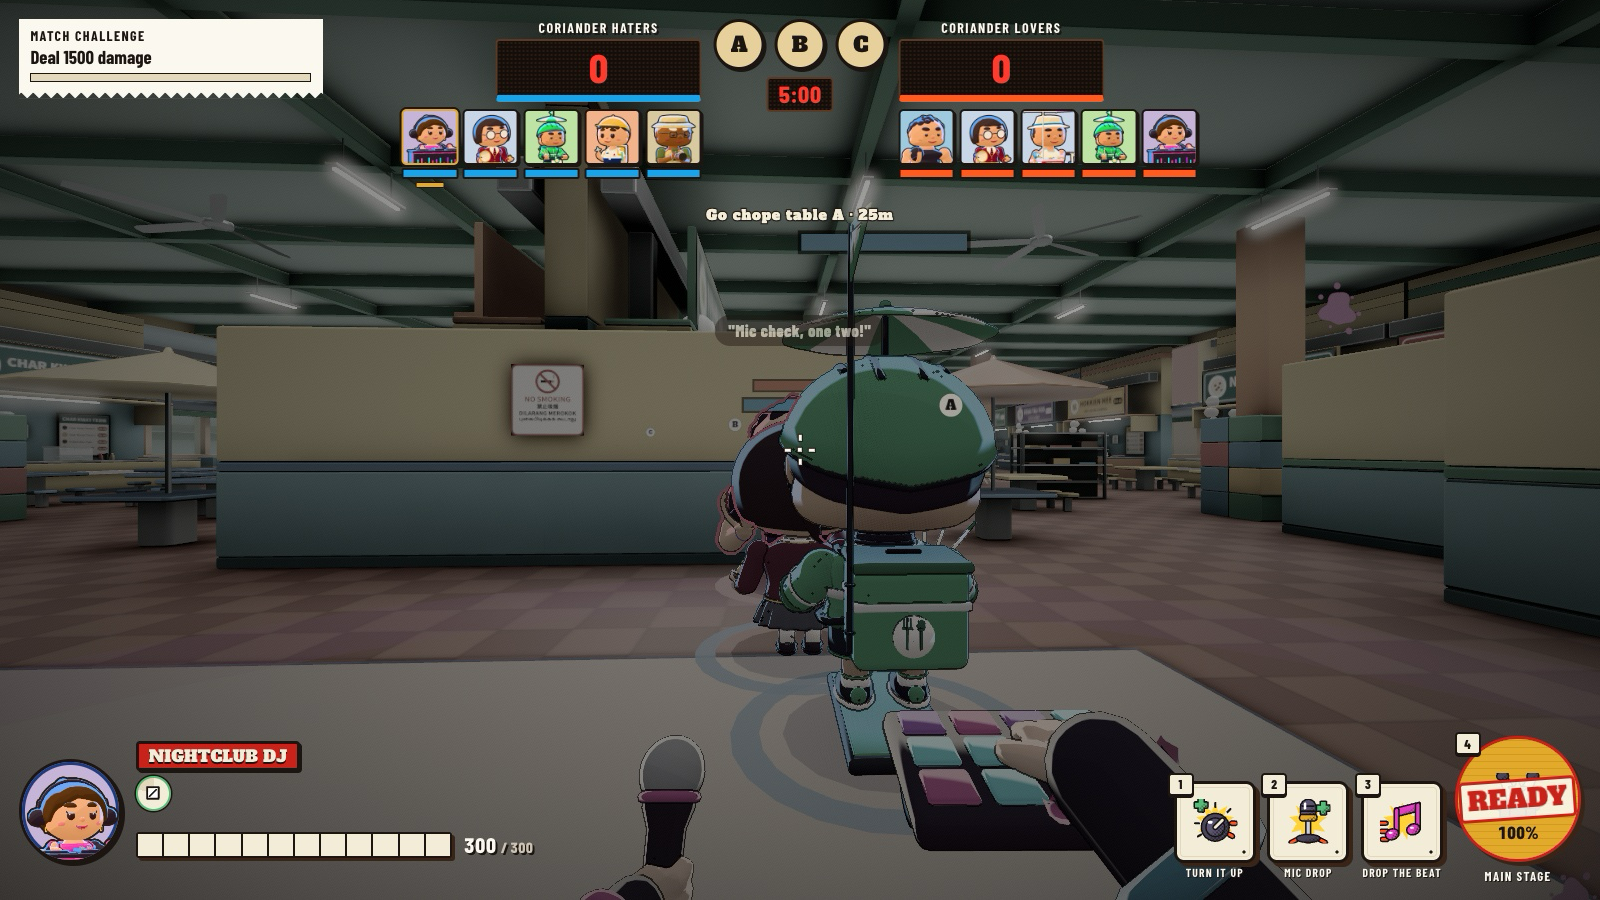 MATCH CHALLENGE
Deal 1500 damage
CORIANDER HATERS
0
A
B
C
5:00
CORIANDER LOVERS
0
Go chope table A · 25m
"Mic check, one two!"
A
B
C
NO SMOKING
DILARANG MEROKOK
NIGHTCLUB DJ
300 / 300
1
2
3
4
READY
100%
TURN IT UP
MIC DROP
DROP THE BEAT
MAIN STAGE